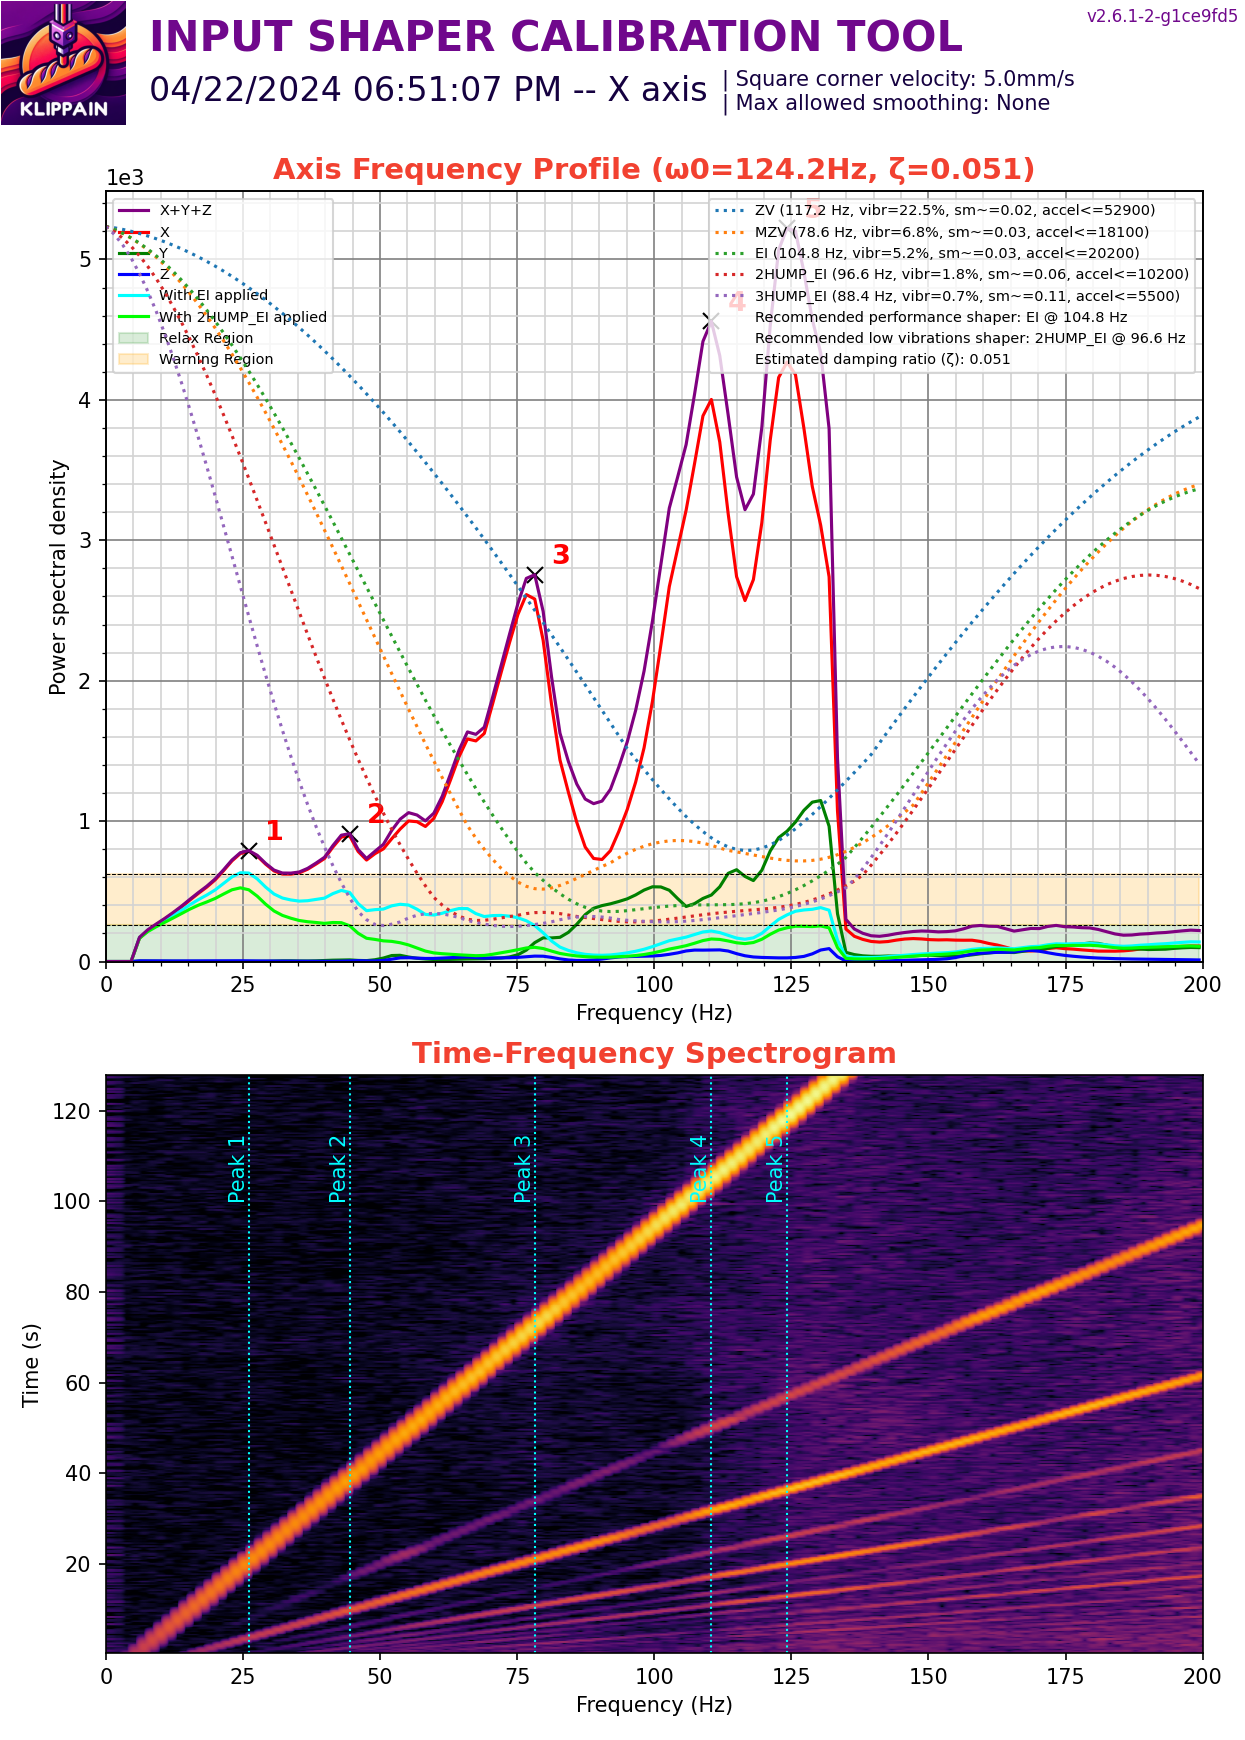 KLIPPAIN
INPUT SHAPER CALIBRATION TOOL
v2.6.1-2-g1ce9fd5
04/22/2024 06:51:07 PM -- X axis
| Square corner velocity: 5.0mm/s
| Max allowed smoothing: None
Axis Frequency Profile (ω0=124.2Hz, ζ=0.051)
1e3
X+Y+Z
X
Y
Z
With EI applied
With 2HUMP_EI applied
Relax Region
Warning Region
ZV (117.2 Hz, vibr=22.5%, sm~=0.02, accel<=52900)
MZV (78.6 Hz, vibr=6.8%, sm~=0.03, accel<=18100)
EI (104.8 Hz, vibr=5.2%, sm~=0.03, accel<=20200)
2HUMP_EI (96.6 Hz, vibr=1.8%, sm~=0.06, accel<=10200)
3HUMP_EI (88.4 Hz, vibr=0.7%, sm~=0.11, accel<=5500)
Recommended performance shaper: EI @ 104.8 Hz
Recommended low vibrations shaper: 2HUMP_EI @ 96.6 Hz
Estimated damping ratio (ζ): 0.051
5
4
3
2
1
0
Power spectral density
1
2
3
4
5
0 25 50 75 100 125 150 175 200
Frequency (Hz)
Time-Frequency Spectrogram
120
100
80
60
40
20
Time (s)
Peak 1
Peak 2
Peak 3
Peak 4
Peak 5
0 25 50 75 100 125 150 175 200
Frequency (Hz)